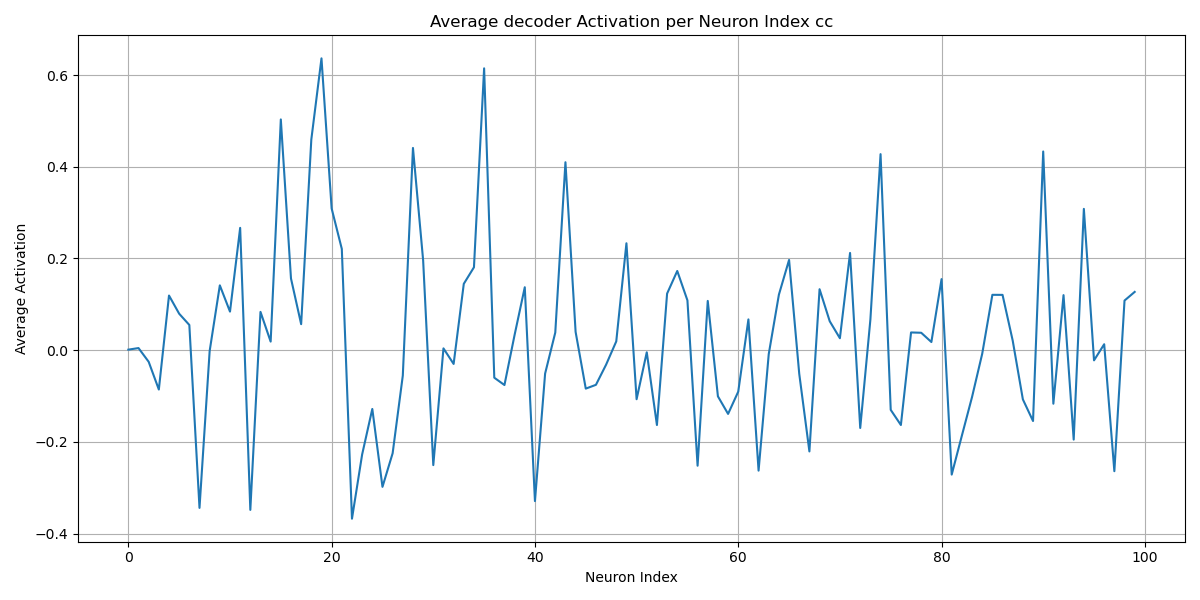 Average decoder Activation per Neuron Index cc
0.6
0.4
0.2
0.0
−0.2
−0.4
Average Activation
0 20 40 60 80 100
Neuron Index